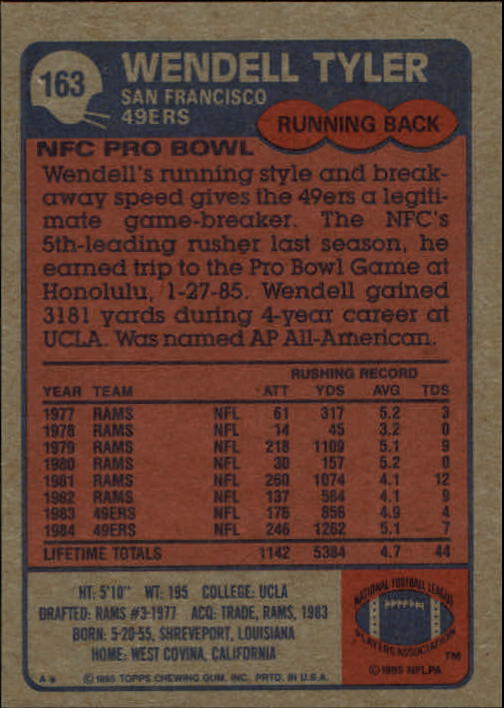 163
WENDELL TYLER
SAN FRANCISCO
49ERS
RUNNING BACK
NFC PRO BOWL
Wendell's running style and break-
away speed gives the 49ers a legiti-
mate game-breaker. The NFC's
5th-leading rusher last season, he
earned trip to the Pro Bowl Game at
Honolulu, 1-27-85. Wendell gained
3181 yards during 4-year career at
UCLA. Was named AP All-American.
RUSHING RECORD
YEAR TEAM ATT YDS AVG TDS
1977 RAMS NFL 61 317 5.2 3
1978 RAMS NFL 14 45 3.2 0
1979 RAMS NFL 218 1109 5.1 9
1980 RAMS NFL 30 157 5.2 0
1981 RAMS NFL 260 1074 4.1 12
1982 RAMS NFL 137 564 4.1 9
1983 49ERS NFL 176 856 4.9 4
1984 49ERS NFL 246 1262 5.1 7
LIFETIME TOTALS 1142 5384 4.7 44
HT: 5'10" WT: 195 COLLEGE: UCLA
DRAFTED: RAMS #3-1977 ACQ: TRADE, RAMS, 1983
BORN: 5-20-55, SHREVEPORT, LOUISIANA
HOME: WEST COVINA, CALIFORNIA
A* ©1985 TOPPS CHEWING GUM, INC. PRTD. IN U.S.A.
NATIONAL FOOTBALL LEAGUE
PLAYERS ASSOCIATION
TM
©1985 NFLPA